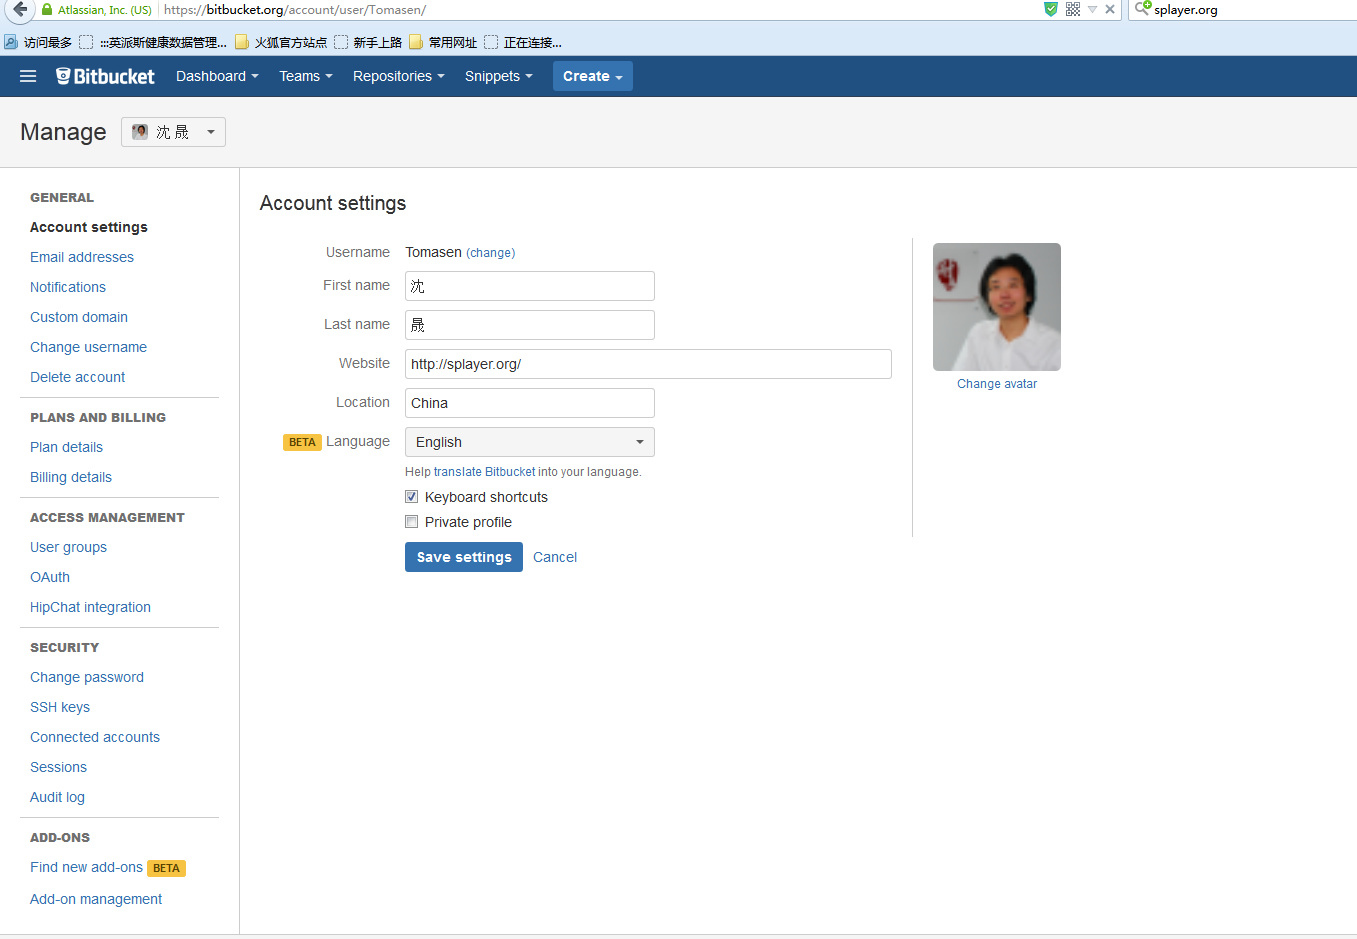 Atlassian, Inc. (US) https://bitbucket.org/account/user/Tomasen/ splayer.org
访问最多 :::英派斯健康数据管理... 火狐官方站点 新手上路 常用网址 正在连接...
Bitbucket Dashboard Teams Repositories Snippets Create
Manage 沈 晟
GENERAL
Account settings
Email addresses
Notifications
Custom domain
Change username
Delete account
PLANS AND BILLING
Plan details
Billing details
ACCESS MANAGEMENT
User groups
OAuth
HipChat integration
SECURITY
Change password
SSH keys
Connected accounts
Sessions
Audit log
ADD-ONS
Find new add-ons BETA
Add-on management
Account settings
Username Tomasen (change)
First name 沈
Last name 晟
Website http://splayer.org/
Location China
BETA Language English
Help translate Bitbucket into your language.
Keyboard shortcuts
Private profile
Save settings Cancel
Change avatar